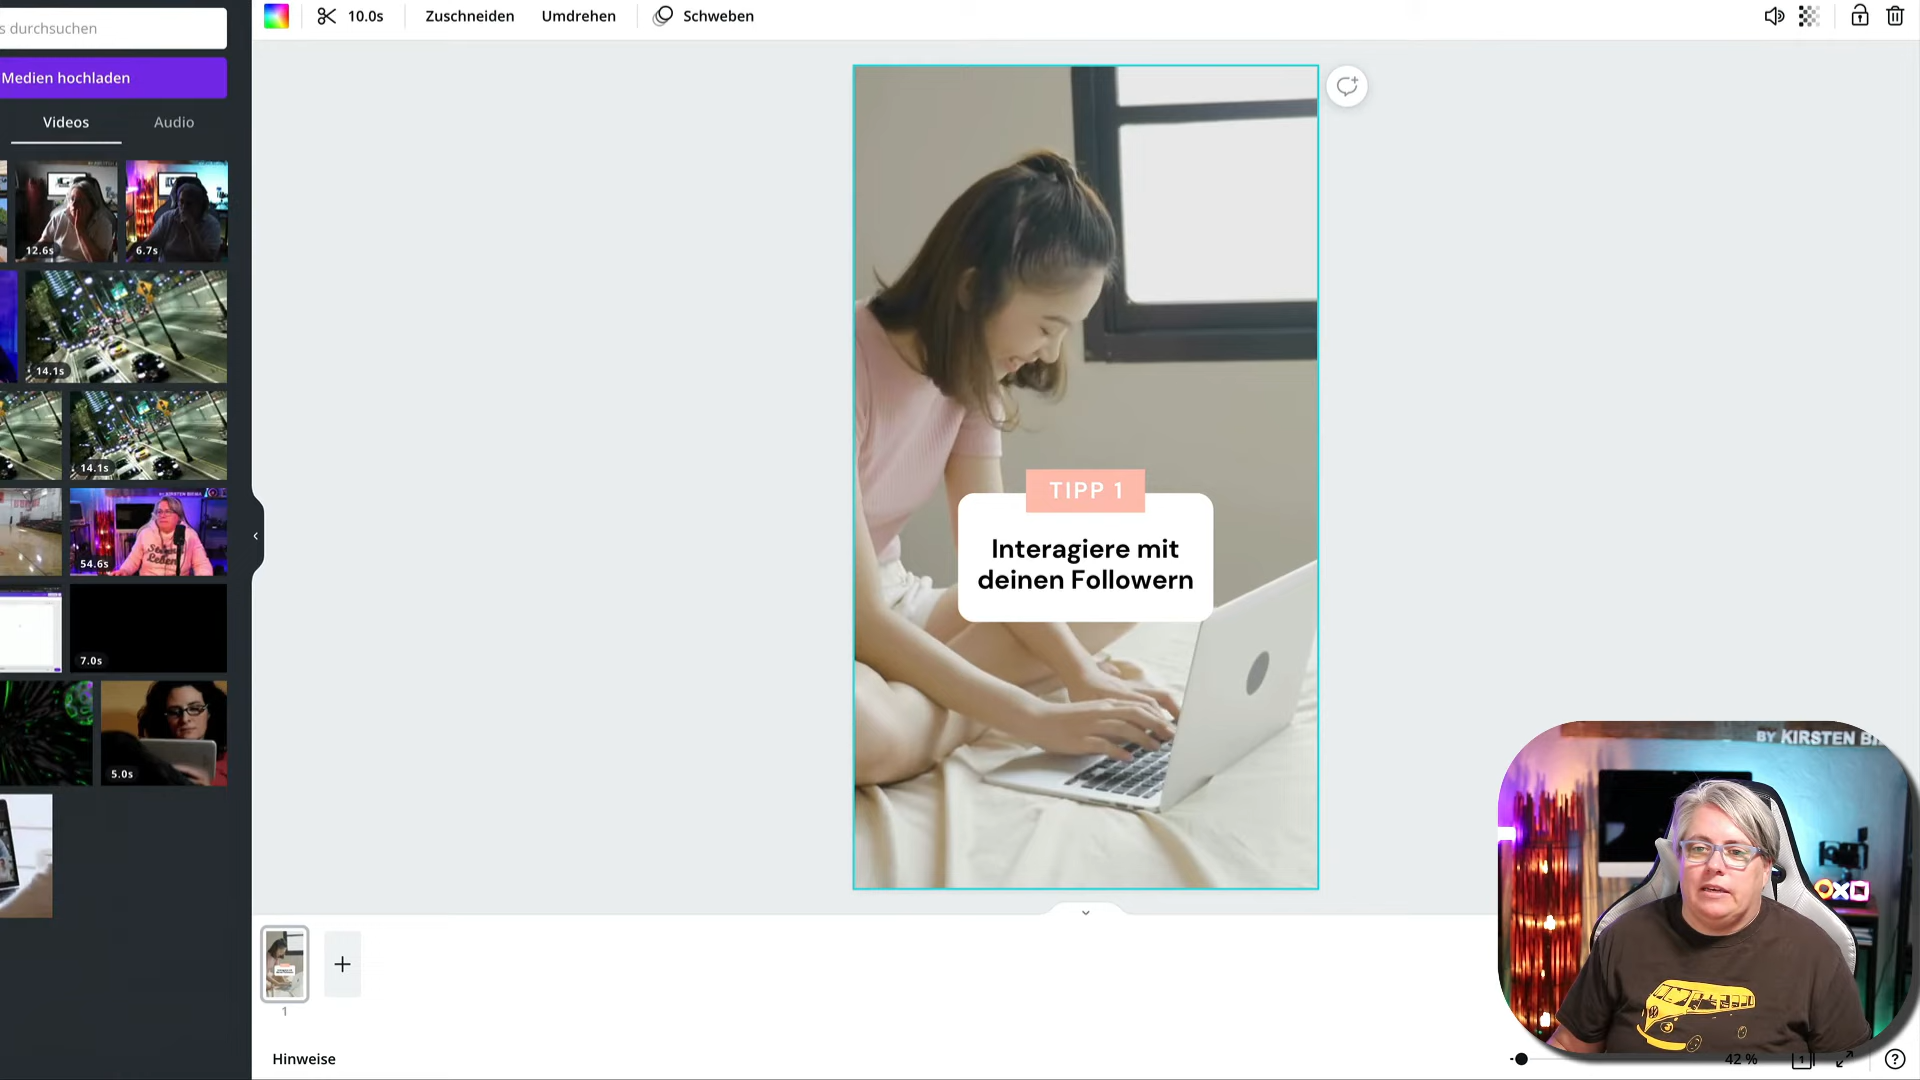 10.0s
Zuschneiden
Umdrehen
Schweben
s durchsuchen
Medien hochladen
Videos
Audio
12.6s
6.7s
14.1s
14.1s
54.6s
7.0s
5.0s
TIPP 1
Interagiere mit
deinen Followern
BY KIRSTEN
1
Hinweise
42 %
1